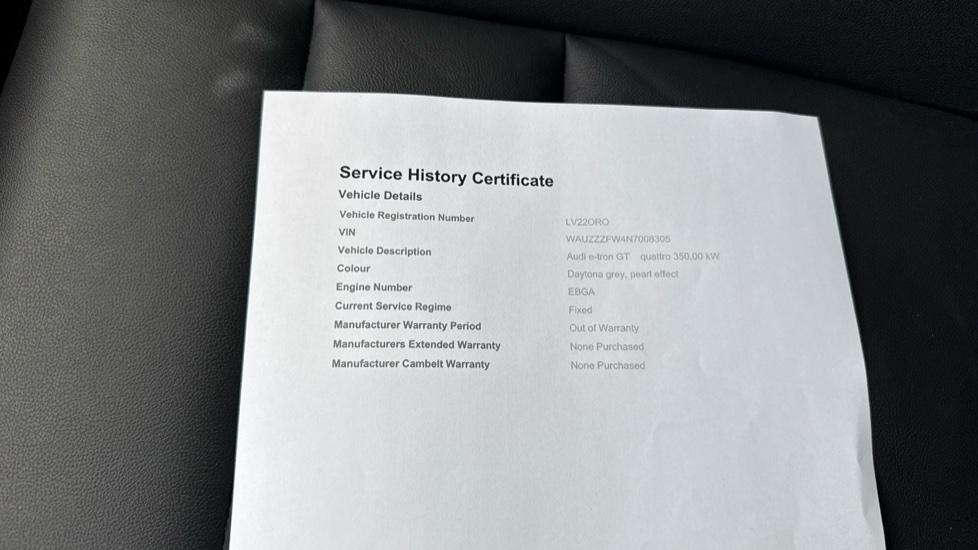 Service History Certificate
Vehicle Details
Vehicle Registration Number LV22ORO
VIN WAUZZZFW4N7008305
Vehicle Description Audi e-tron GT quattro 350,00 kW
Colour Daytona grey, pearl effect
Engine Number EBGA
Current Service Regime Fixed
Manufacturer Warranty Period Out of Warranty
Manufacturers Extended Warranty None Purchased
Manufacturer Cambelt Warranty None Purchased